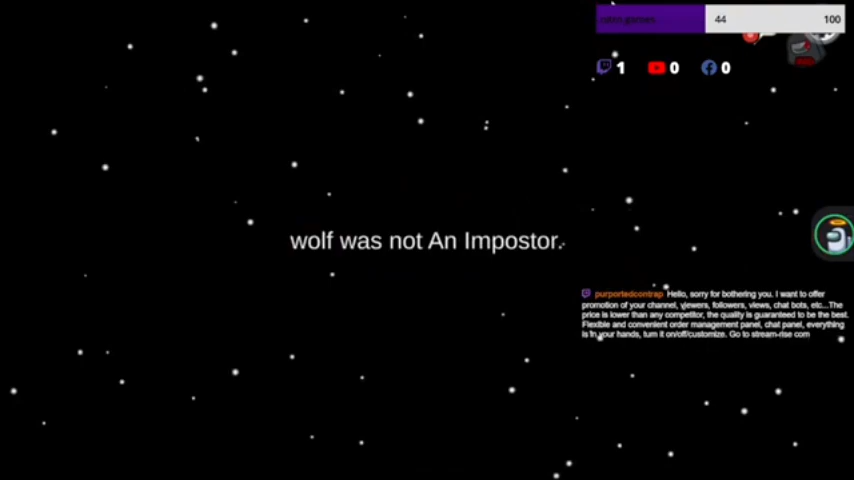 44 100
1 0 0
wolf was not An Impostor.
purportedcontrap Hello, sorry for bothering you. I want to offer
promotion of your channel, viewers, followers, views, chat bots, etc...The
price is lower than any competitor, the quality is guaranteed to be the best.
Flexible and convenient order management panel, chat panel, everything
is in your hands, turn it on/off/customize. Go to stream-rise com